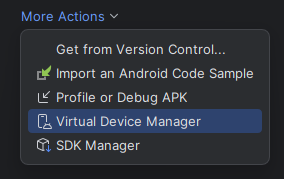 More Actions
Get from Version Control...
Import an Android Code Sample
Profile or Debug APK
Virtual Device Manager
SDK Manager